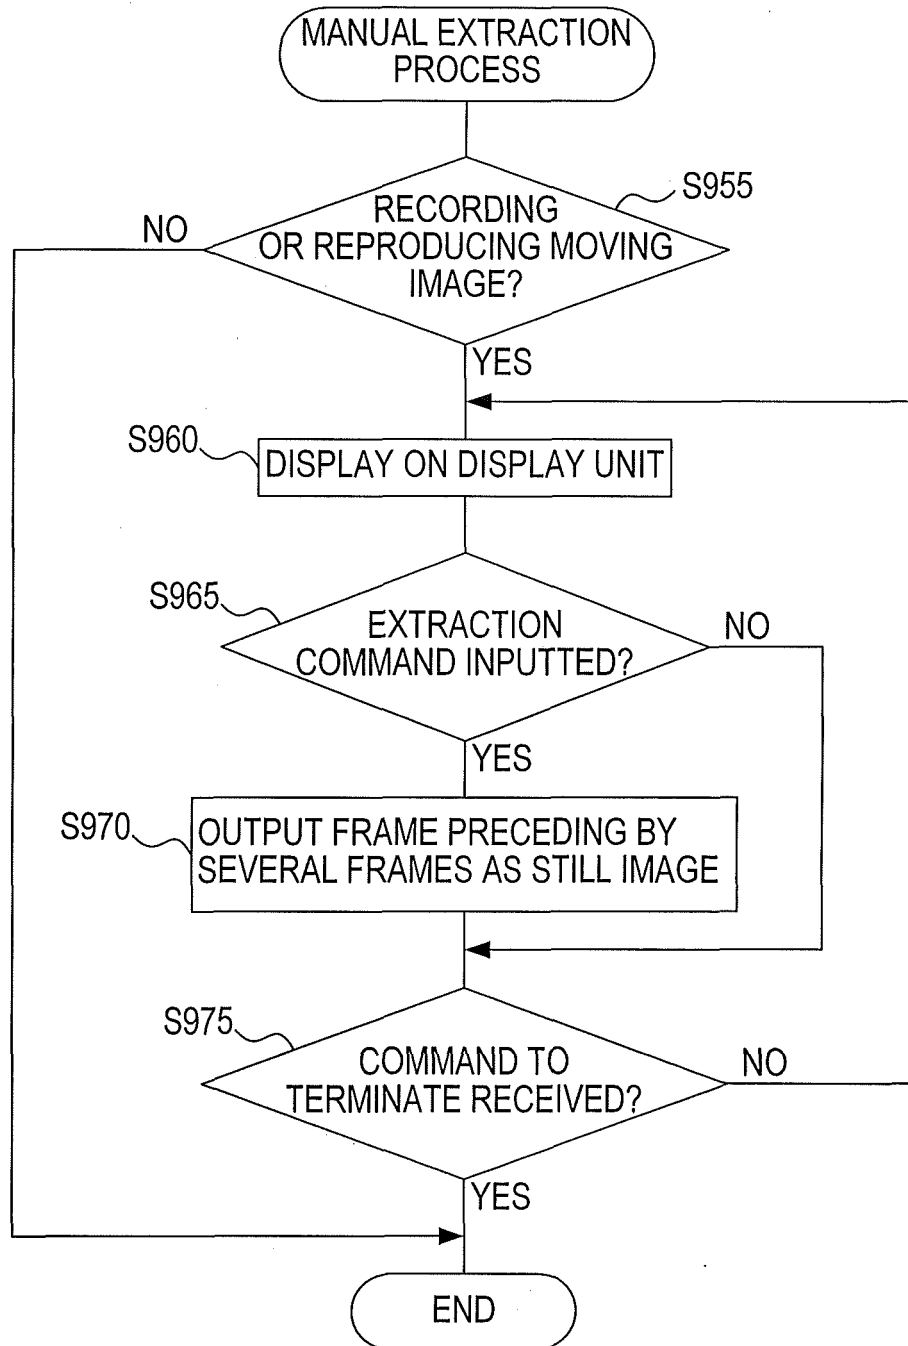 MANUAL EXTRACTION
PROCESS
S955
RECORDING
OR REPRODUCING MOVING
IMAGE?
NO
YES
S960
DISPLAY ON DISPLAY UNIT
S965
EXTRACTION
COMMAND INPUTTED?
NO
YES
S970
OUTPUT FRAME PRECEDING BY
SEVERAL FRAMES AS STILL IMAGE
S975
COMMAND TO
TERMINATE RECEIVED?
NO
YES
END